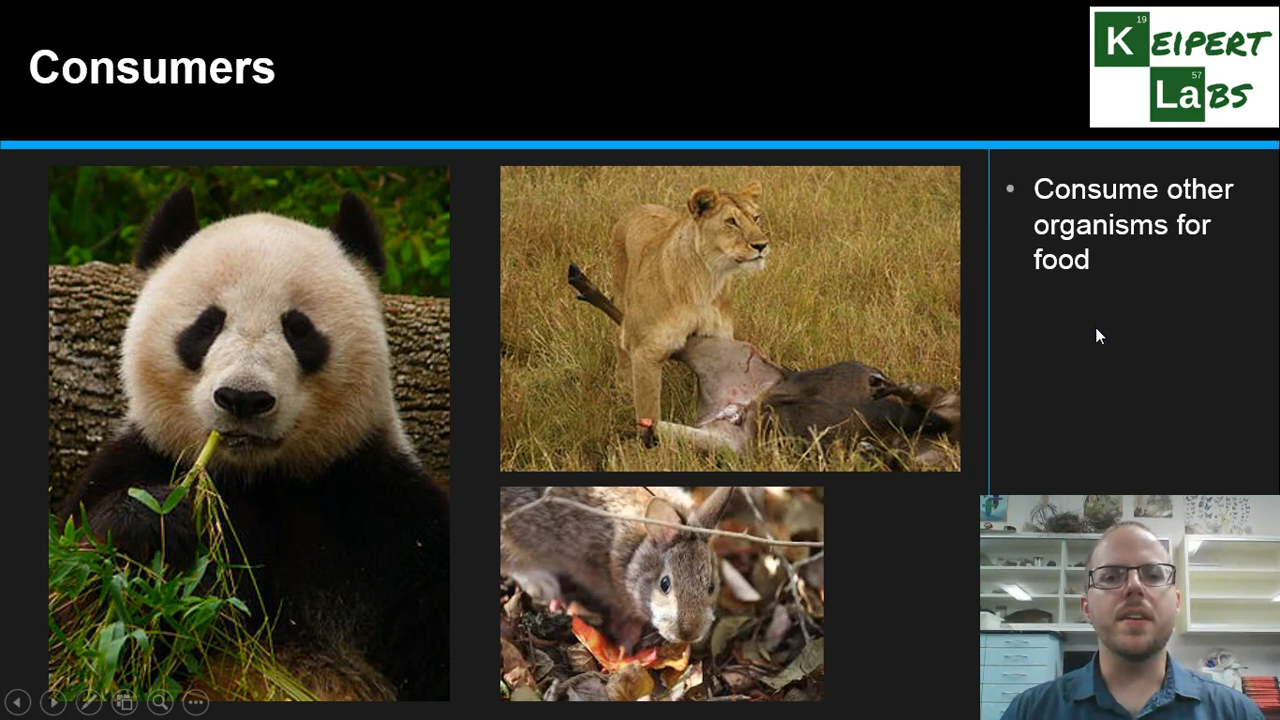 Consumers
19
K EIPERT
57
La BS
Consume other
organisms for
food